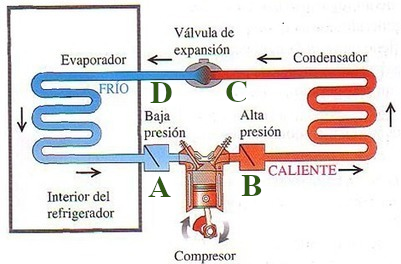 Válvula de
expansión
Evaporador
Condensador
FRÍO
D
C
Baja
presión
Alta
presión
A
B
CALIENTE
Interior del
refrigerador
Compresor